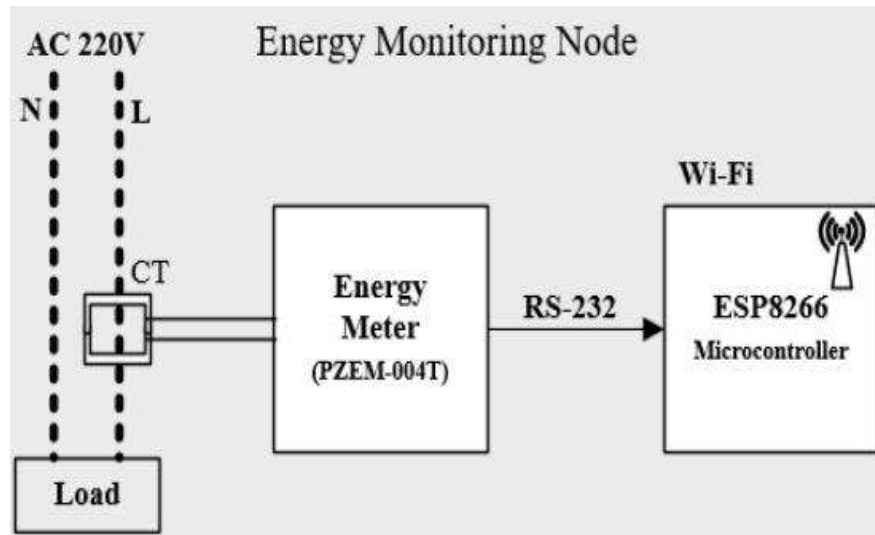 AC 220V
Energy Monitoring Node
N
L
Wi-Fi
CT
Energy
Meter
(PZEM-004T)
RS-232
ESP8266
Microcontroller
Load